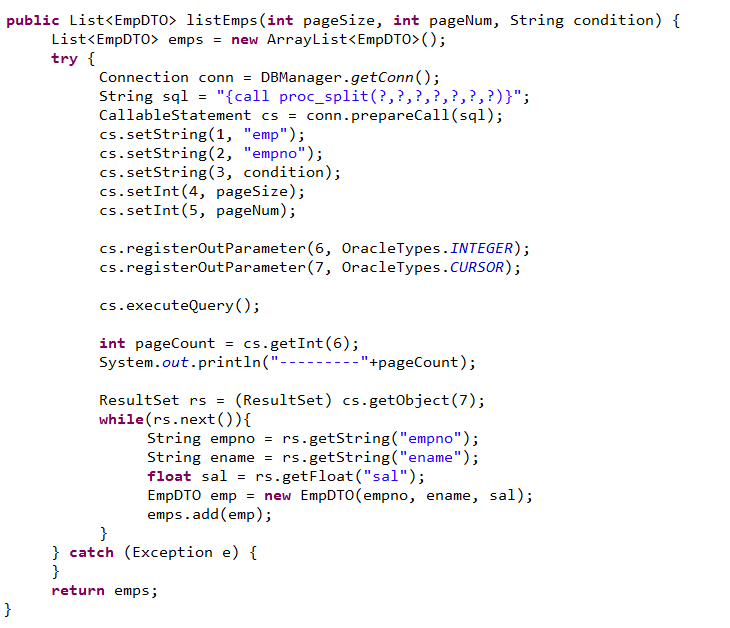 public List<EmpDTO> listEmps(int pageSize, int pageNum, String condition) {
List<EmpDTO> emps = new ArrayList<EmpDTO>();
try {
Connection conn = DBManager.getConn();
String sql = "{call proc_split(?,?,?,?,?,?,?)}";
CallableStatement cs = conn.prepareCall(sql);
cs.setString(1, "emp");
cs.setString(2, "empno");
cs.setString(3, condition);
cs.setInt(4, pageSize);
cs.setInt(5, pageNum);
cs.registerOutParameter(6, OracleTypes.INTEGER);
cs.registerOutParameter(7, OracleTypes.CURSOR);
cs.executeQuery();
int pageCount = cs.getInt(6);
System.out.println("---------"+pageCount);
ResultSet rs = (ResultSet) cs.getObject(7);
while(rs.next()){
String empno = rs.getString("empno");
String ename = rs.getString("ename");
float sal = rs.getFloat("sal");
EmpDTO emp = new EmpDTO(empno, ename, sal);
emps.add(emp);
}
} catch (Exception e) {
}
return emps;
}